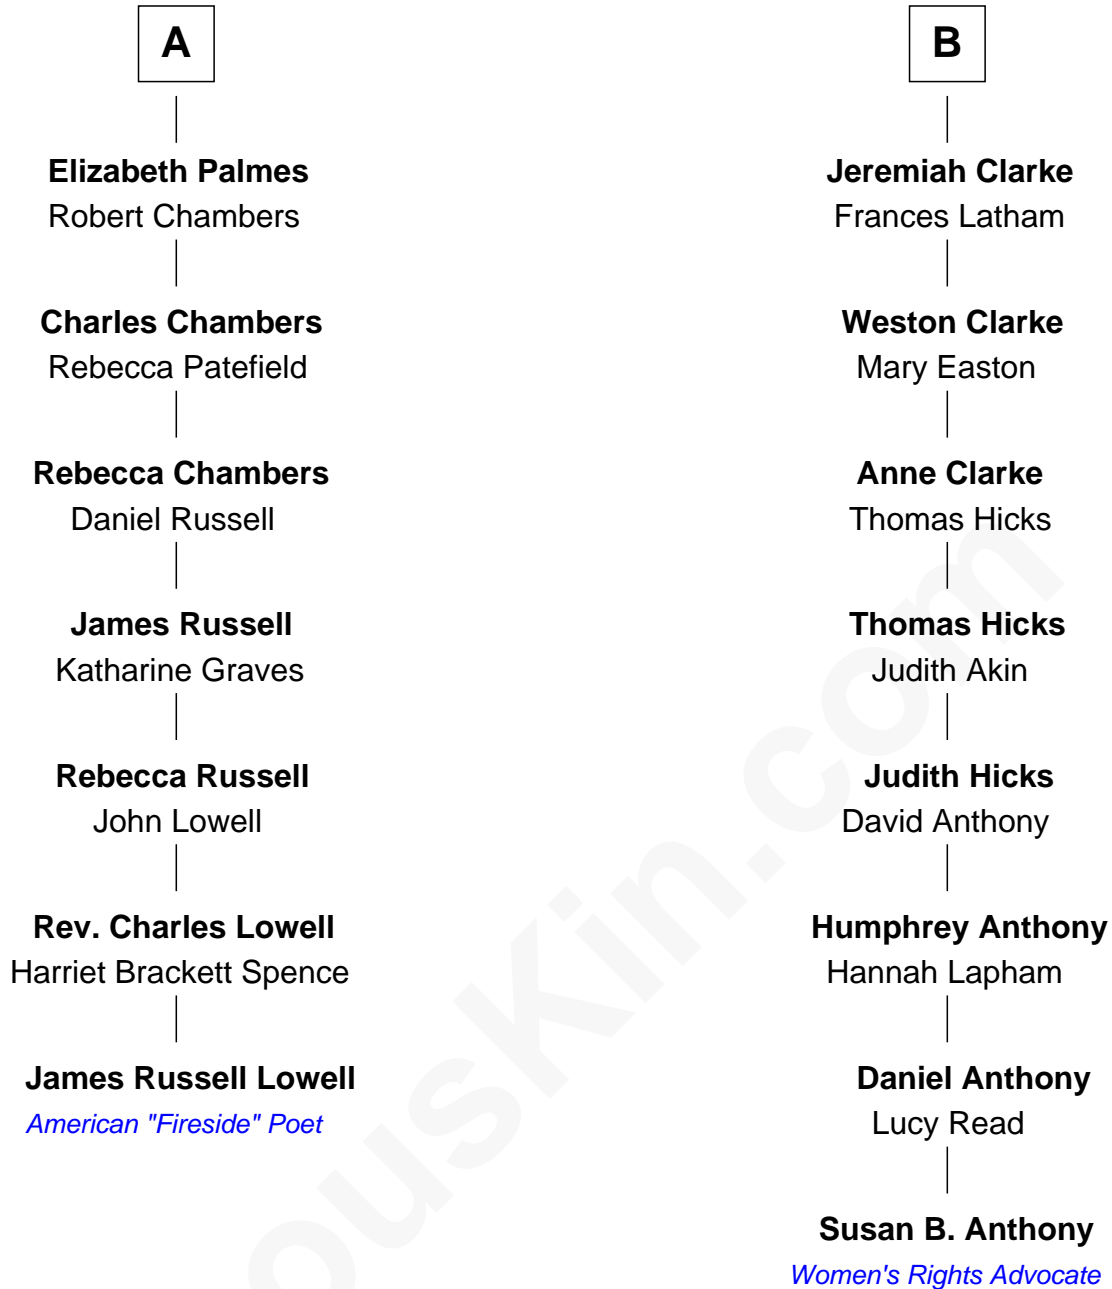 A
Elizabeth Palmes
Robert Chambers
Charles Chambers
Rebecca Patefield
Rebecca Chambers
Daniel Russell
James Russell
Katharine Graves
Rebecca Russell
John Lowell
Rev. Charles Lowell
Harriet Brackett Spence
James Russell Lowell
American "Fireside" Poet
B
Jeremiah Clarke
Frances Latham
Weston Clarke
Mary Easton
Anne Clarke
Thomas Hicks
Thomas Hicks
Judith Akin
Judith Hicks
David Anthony
Humphrey Anthony
Hannah Lapham
Daniel Anthony
Lucy Read
Susan B. Anthony
Women's Rights Advocate
ousKin.com